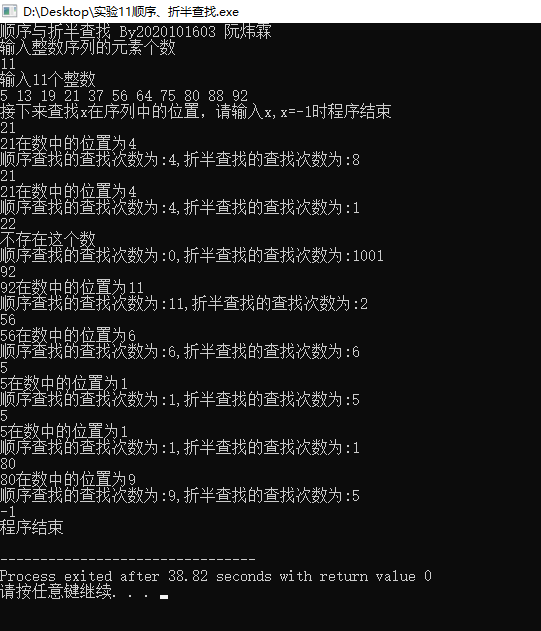 D:\Desktop\实验11顺序、折半查找.exe
顺序与折半查找 By2020101603 阮炜霖
输入整数序列的元素个数
11
输入11个整数
5 13 19 21 37 56 64 75 80 88 92
接下来查找x在序列中的位置，请输入x,x=-1时程序结束
21
21在数中的位置为4
顺序查找的查找次数为:4,折半查找的查找次数为:8
21
21在数中的位置为4
顺序查找的查找次数为:4,折半查找的查找次数为:1
22
不存在这个数
顺序查找的查找次数为:0,折半查找的查找次数为:1001
92
92在数中的位置为11
顺序查找的查找次数为:11,折半查找的查找次数为:2
56
56在数中的位置为6
顺序查找的查找次数为:6,折半查找的查找次数为:6
5
5在数中的位置为1
顺序查找的查找次数为:1,折半查找的查找次数为:5
5
5在数中的位置为1
顺序查找的查找次数为:1,折半查找的查找次数为:1
80
80在数中的位置为9
顺序查找的查找次数为:9,折半查找的查找次数为:5
-1
程序结束
--------------------------------
Process exited after 38.82 seconds with return value 0
请按任意键继续. . .